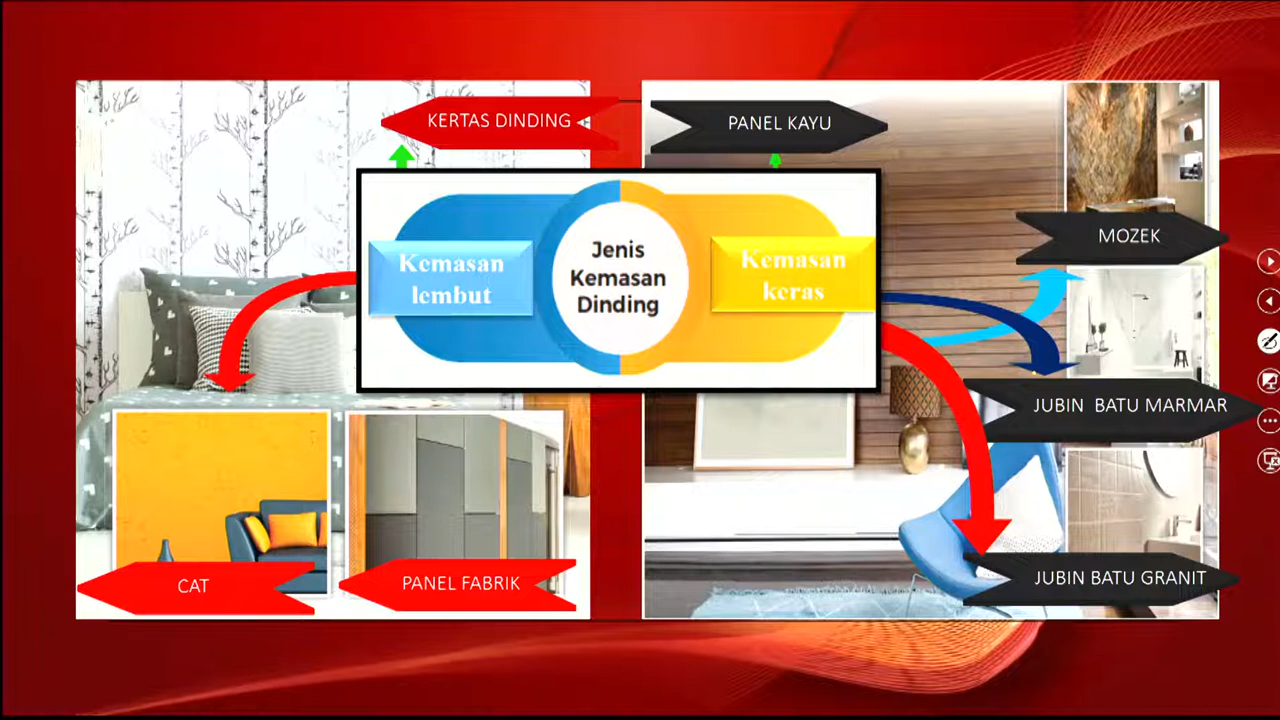 KERTAS DINDING
PANEL KAYU
MOZEK
Jenis
Kemasan
Dinding
Kemasan
lembut
Kemasan
keras
JUBIN BATU MARMAR
CAT
PANEL FABRIK
JUBIN BATU GRANIT